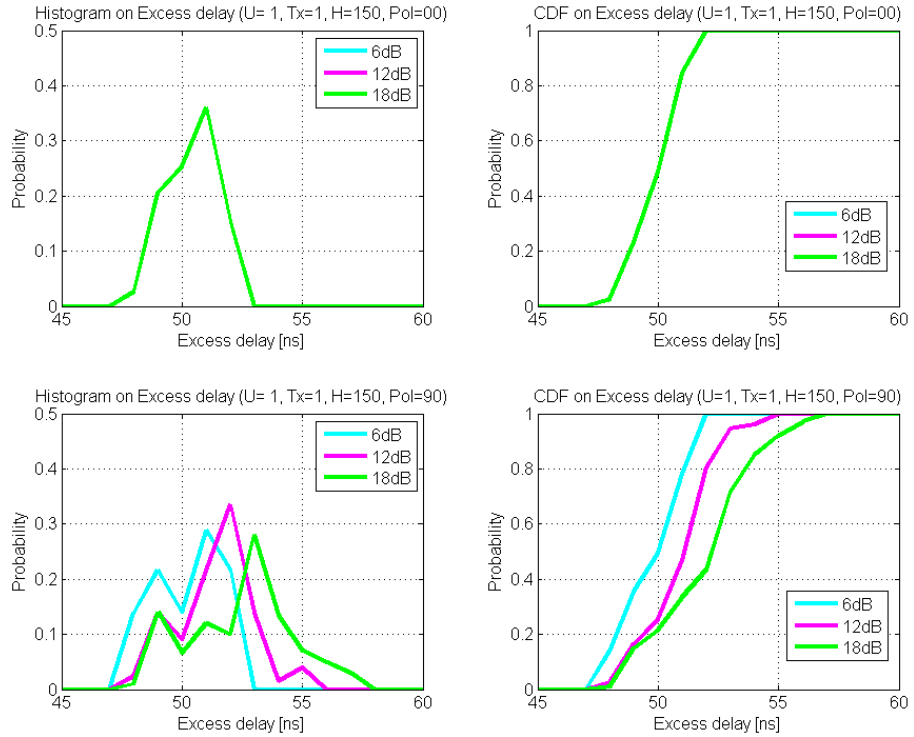 Histogram on Excess delay (U= 1, Tx=1, H=150, Pol=00)
0.5
0.4
0.3
0.2
0.1
0
Probability
45
50
55
60
Excess delay [ns]
6dB
12dB
18dB
CDF on Excess delay (U=1, Tx=1, H=150, Pol=00)
1
0.8
0.6
0.4
0.2
0
Probability
45
50
55
60
Excess delay [ns]
6dB
12dB
18dB
Histogram on Excess delay (U= 1, Tx=1, H=150, Pol=90)
0.5
0.4
0.3
0.2
0.1
0
Probability
45
50
55
60
Excess delay [ns]
6dB
12dB
18dB
CDF on Excess delay (U=1, Tx=1, H=150, Pol=90)
1
0.8
0.6
0.4
0.2
0
Probability
45
50
55
60
Excess delay [ns]
6dB
12dB
18dB